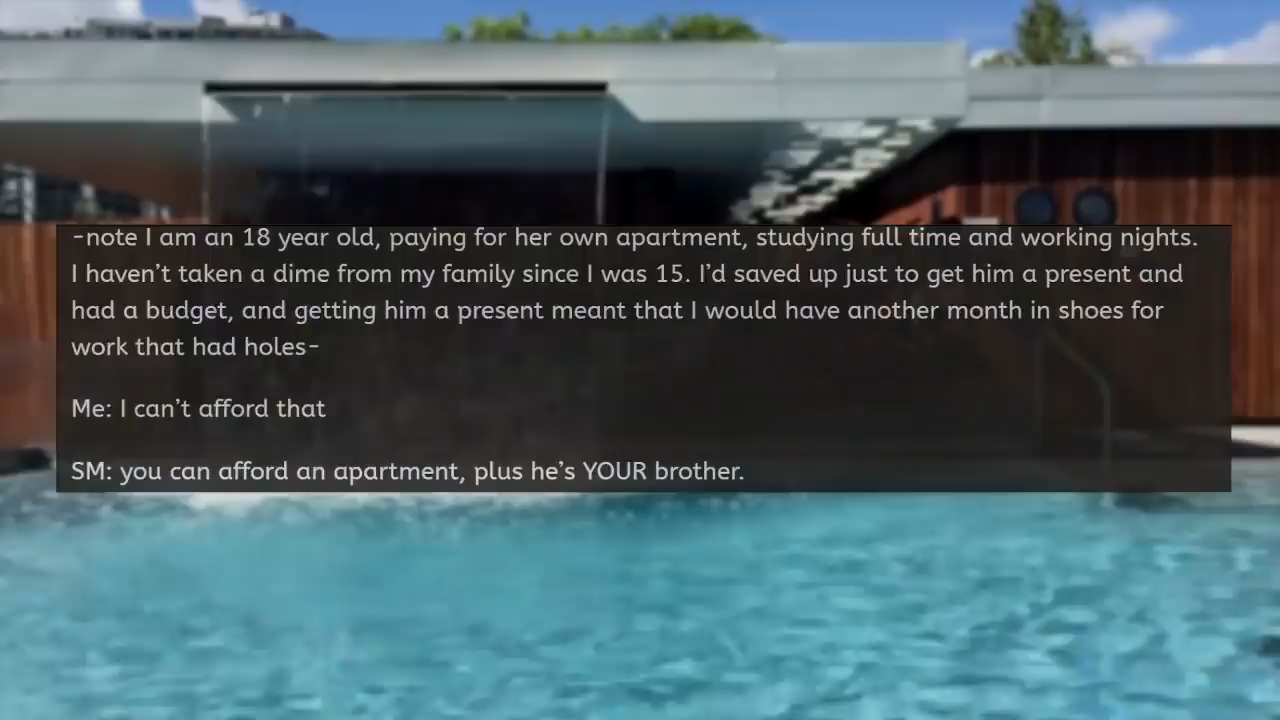 -note I am an 18 year old, paying for her own apartment, studying full time and working nights.
I haven't taken a dime from my family since I was 15. I'd saved up just to get him a present and
had a budget, and getting him a present meant that I would have another month in shoes for
work that had holes-
Me: I can't afford that
SM: you can afford an apartment, plus he's YOUR brother.